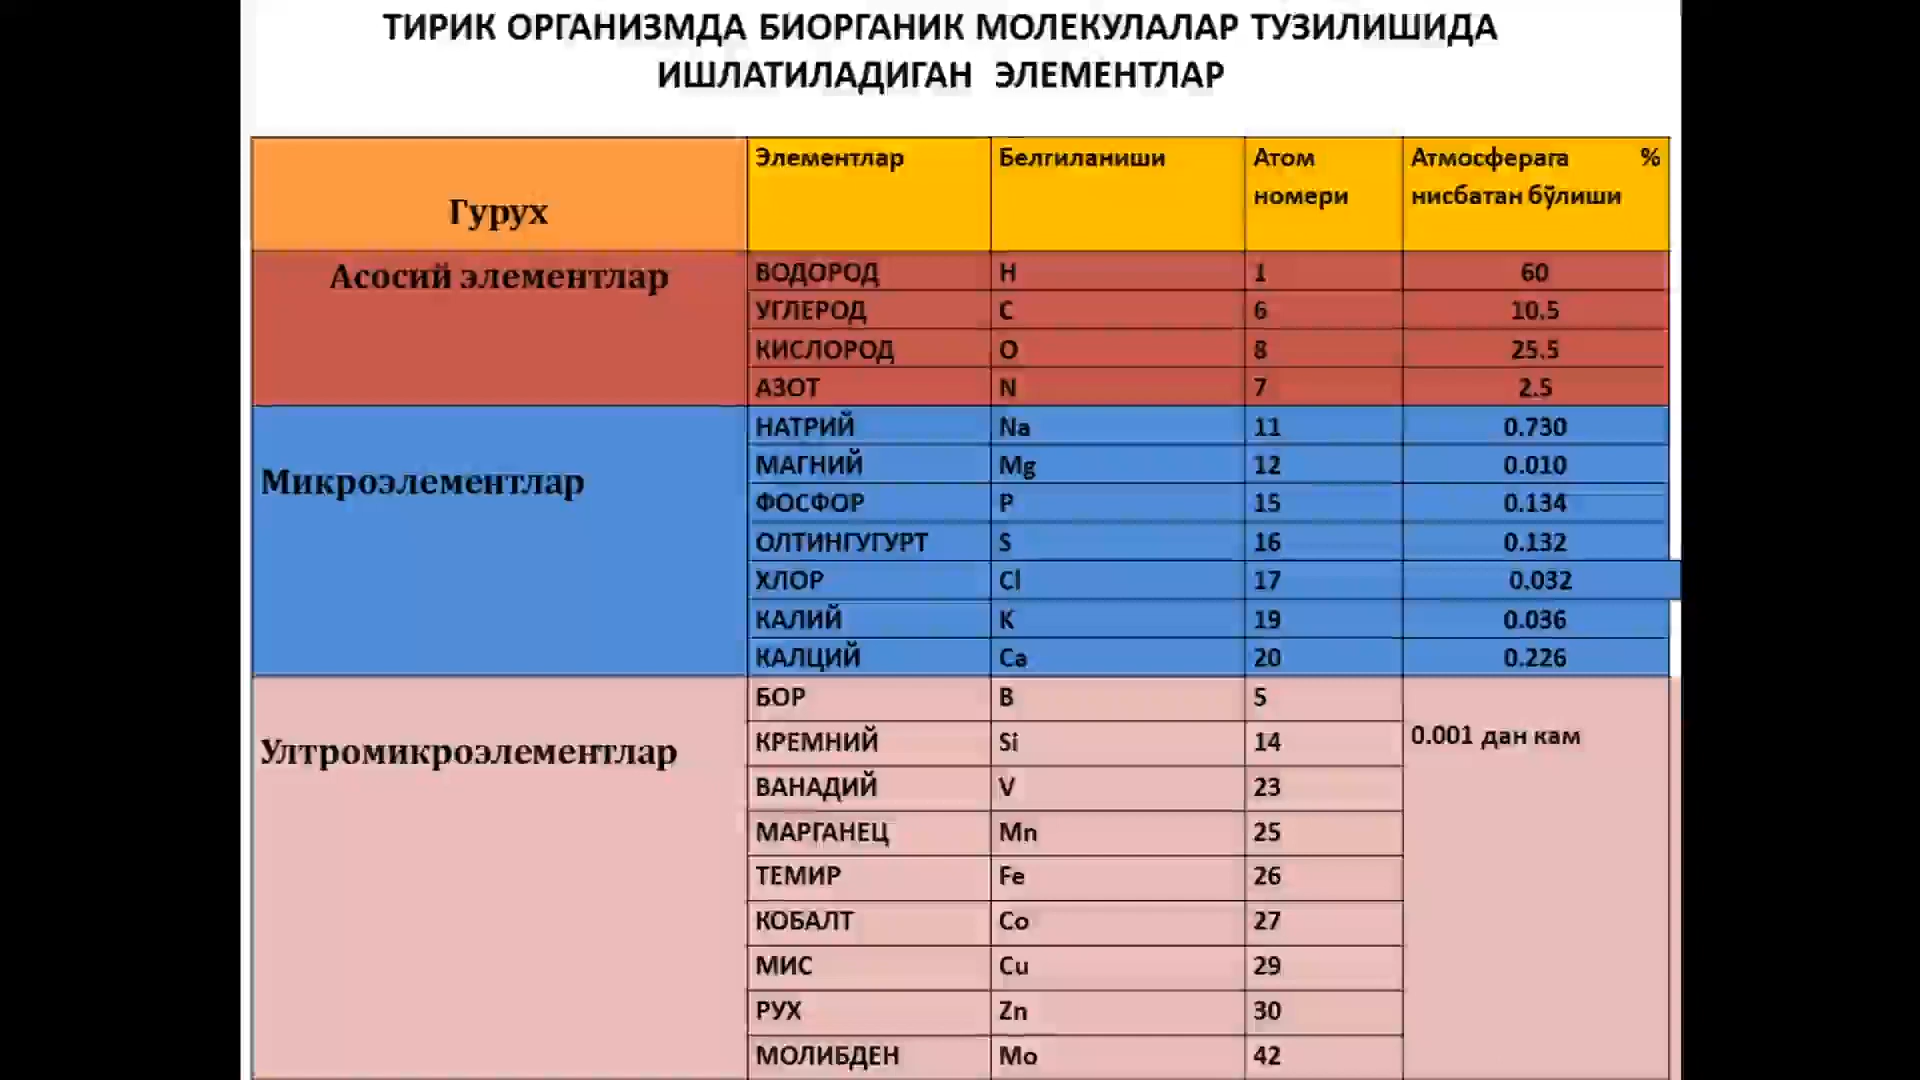 ТИРИК ОРГАНИЗМДА БИОРГАНИК МОЛЕКУЛАЛАР ТУЗИЛИШИДА
ИШЛАТИЛАДИГАН ЭЛЕМЕНТЛАР
Гурух Элементлар Белгиланиши Атом номери Атмосферага % нисбатан бўлиши
Асосий элементлар ВОДОРОД H 1 60
УГЛЕРОД C 6 10.5
КИСЛОРОД O 8 25.5
АЗОТ N 7 2.5
Микроэлементлар НАТРИЙ Na 11 0.730
МАГНИЙ Mg 12 0.010
ФОСФОР P 15 0.134
ОЛТИНГУГУРТ S 16 0.132
ХЛОР Cl 17 0.032
КАЛИЙ K 19 0.036
КАЛЦИЙ Ca 20 0.226
Ултромикроэлементлар БОР B 5 0.001 дан кам
КРЕМНИЙ Si 14
ВАНАДИЙ V 23
МАРГАНЕЦ Mn 25
ТЕМИР Fe 26
КОБАЛТ Co 27
МИС Cu 29
РУХ Zn 30
МОЛИБДЕН Mo 42